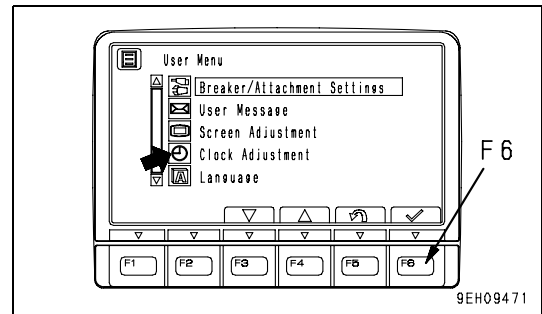 User Menu
Breaker/Attachment Settings
User Message
Screen Adjustment
Clock Adjustment
Language
F6
F1 F2 F3 F4 F5 F6
9EH09471